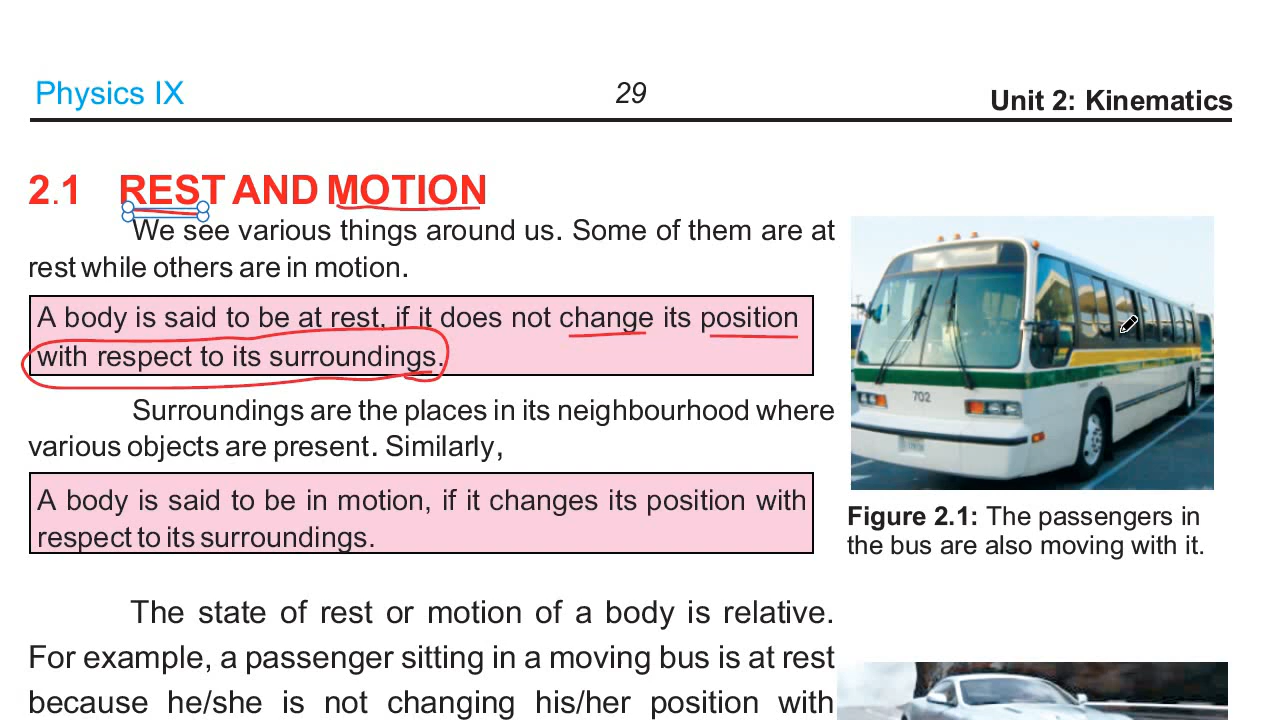 Physics IX 29 Unit 2: Kinematics
2.1 REST AND MOTION
We see various things around us. Some of them are at
rest while others are in motion.
A body is said to be at rest, if it does not change its position
with respect to its surroundings.
Surroundings are the places in its neighbourhood where
various objects are present. Similarly,
A body is said to be in motion, if it changes its position with
respect to its surroundings.
702
Figure 2.1: The passengers in
the bus are also moving with it.
The state of rest or motion of a body is relative.
For example, a passenger sitting in a moving bus is at rest
because he/she is not changing his/her position with